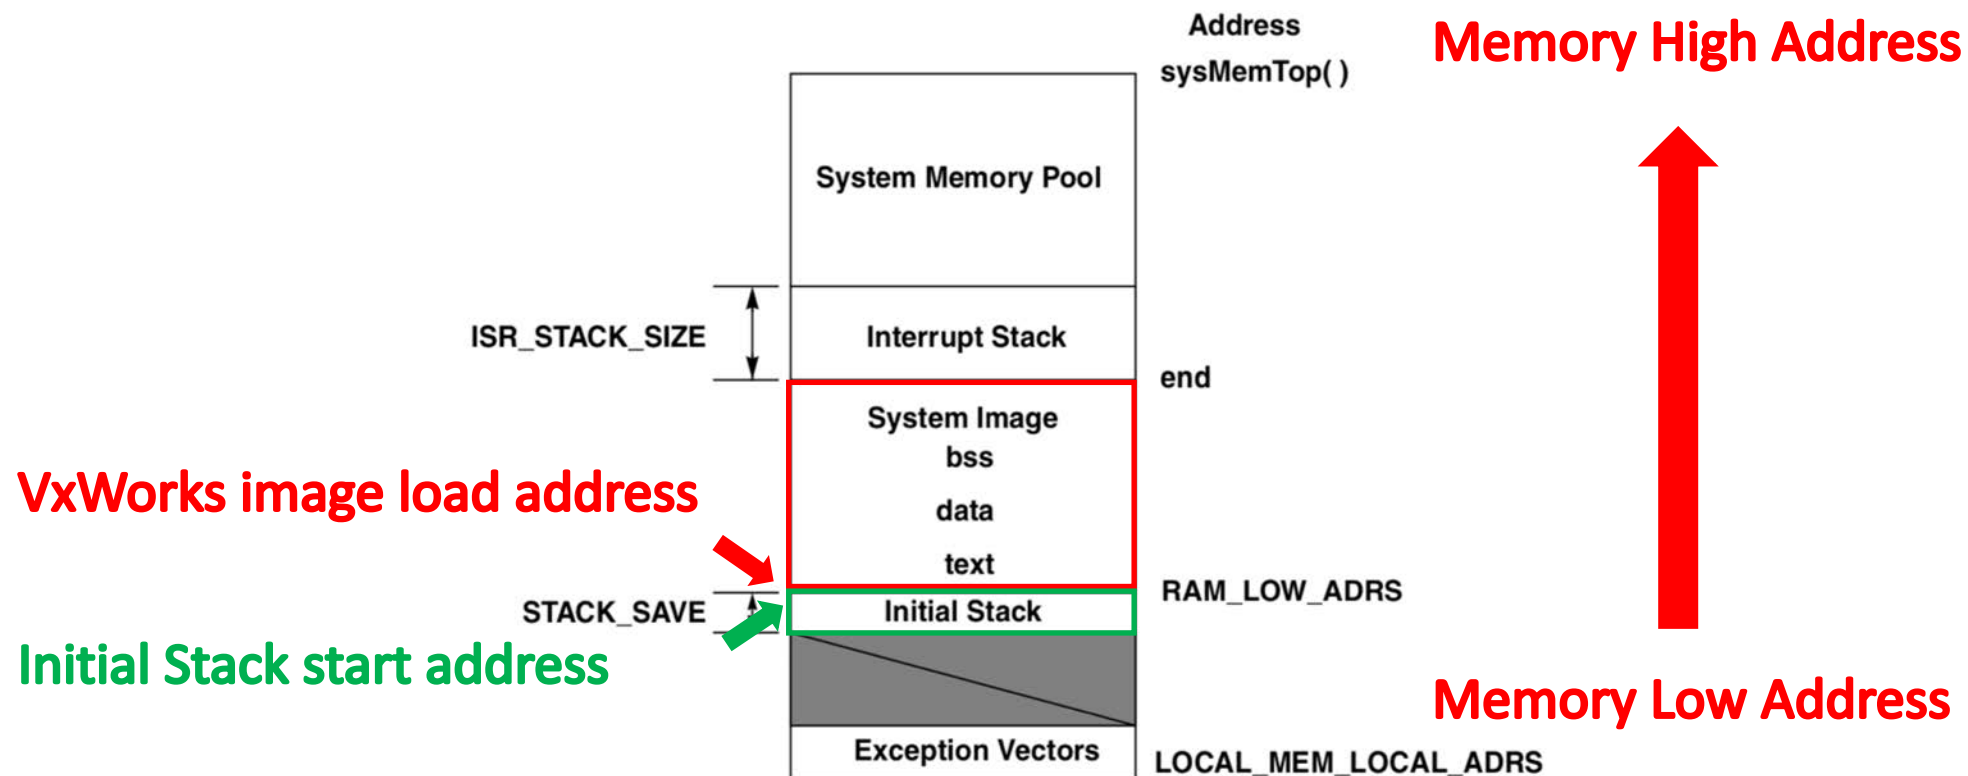 Address
Memory High Address
sysMemTop( )
System Memory Pool
ISR_STACK_SIZE
Interrupt Stack
end
System Image
bss
VxWorks image load address
data
text
RAM_LOW_ADRS
STACK_SAVE
Initial Stack
Initial Stack start address
Memory Low Address
Exception Vectors
LOCAL_MEM_LOCAL_ADRS